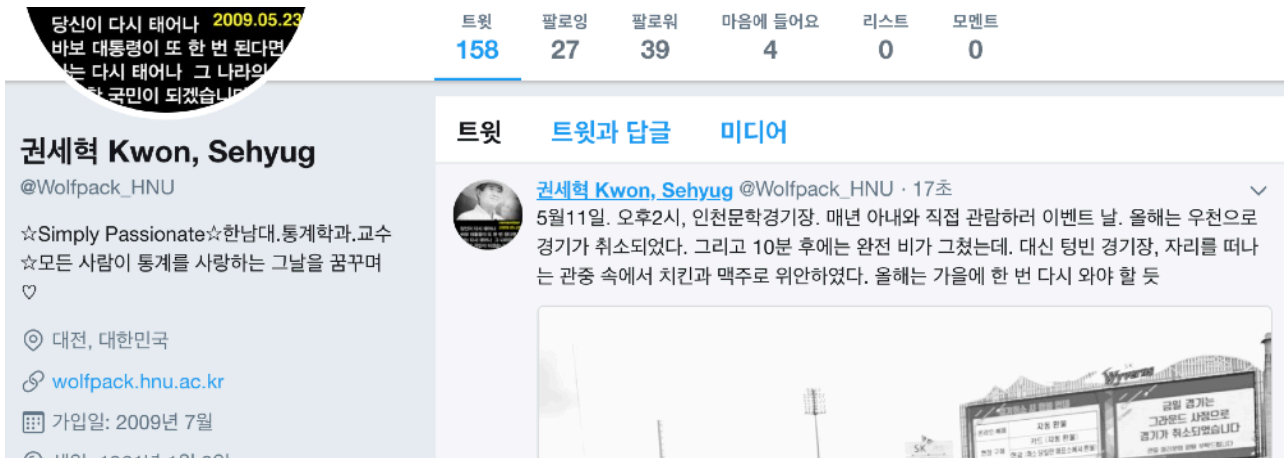 당신이 다시 태어나 2009.05.23
바보 대통령이 또 한 번 된다면
다시 태어나 그 나라의
국민이 되겠습니다
트윗 팔로잉 팔로워 마음에 들어요 리스트 모멘트
158 27 39 4 0 0
권세혁 Kwon, Sehyug
@Wolfpack_HNU
☆Simply Passionate☆한남대.통계학과.교수
☆모든 사람이 통계를 사랑하는 그날을 꿈꾸며
♡
대전, 대한민국
wolfpack.hnu.ac.kr
가입일: 2009년 7월
트윗 트윗과 답글 미디어
권세혁 Kwon, Sehyug @Wolfpack_HNU · 17초
5월11일. 오후2시, 인천문학경기장. 매년 아내와 직접 관람하러 이벤트 날. 올해는 우천으로
경기가 취소되었다. 그리고 10분 후에는 완전 비가 그쳤는데. 대신 텅빈 경기장, 자리를 떠나
는 관중 속에서 치킨과 맥주로 위안하였다. 올해는 가을에 한 번 다시 와야 할 듯
Wyverns
SK
자동 환불
금일 경기는
그라운드 사정으로
경기가 취소되었습니다